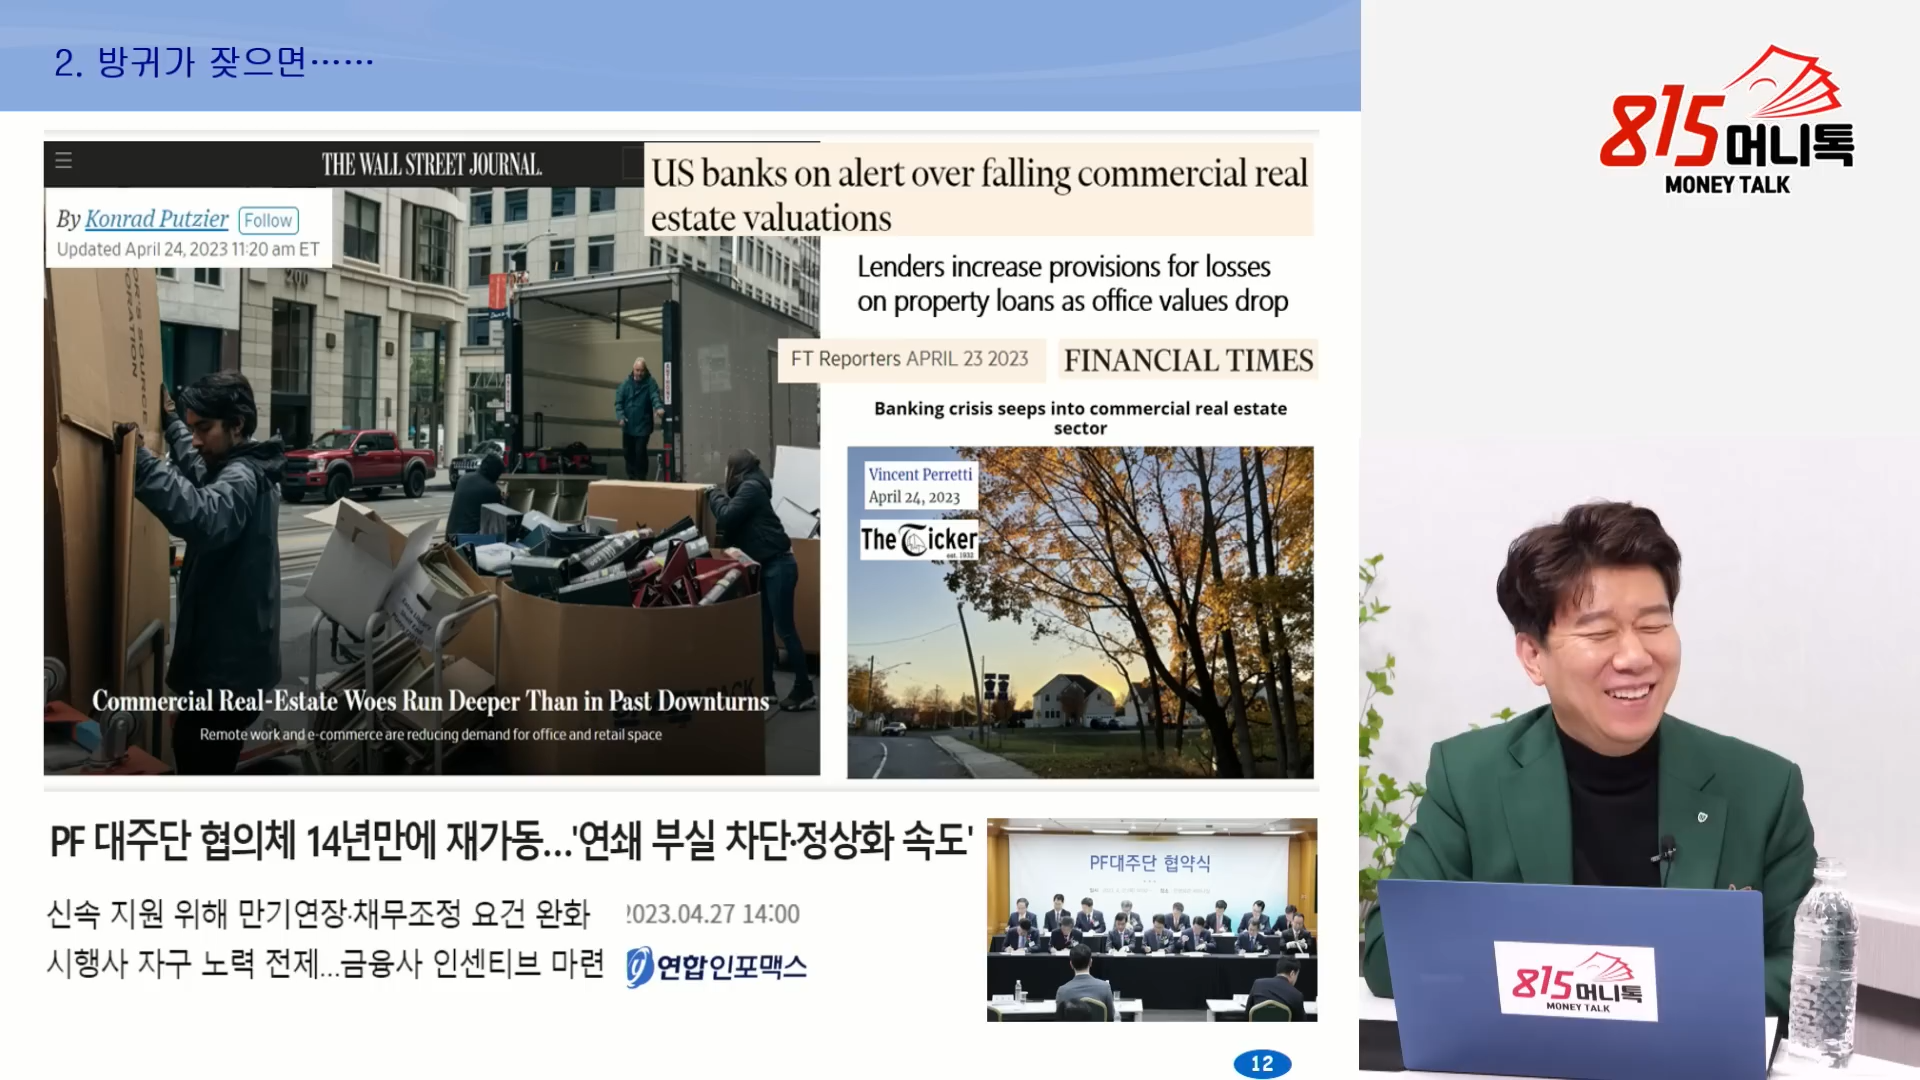 2. 방귀가 잦으면……
THE WALL STREET JOURNAL.
By Konrad Putzier Follow
Updated April 24, 2023 11:20 am ET
Commercial Real-Estate Woes Run Deeper Than in Past Downturns
Remote work and e-commerce are reducing demand for office and retail space
US banks on alert over falling commercial real
estate valuations
Lenders increase provisions for losses
on property loans as office values drop
FT Reporters APRIL 23 2023
FINANCIAL TIMES
Banking crisis seeps into commercial real estate
sector
Vincent Perretti
April 24, 2023
The Ticker
est. 1932
PF 대주단 협의체 14년만에 재가동...'연쇄 부실 차단·정상화 속도'
신속 지원 위해 만기연장·채무조정 요건 완화
2023.04.27 14:00
시행사 자구 노력 전제...금융사 인센티브 마련
연합인포맥스
PF대주단 협약식
12
815머니톡
MONEY TALK
815머니톡
MONEY TALK